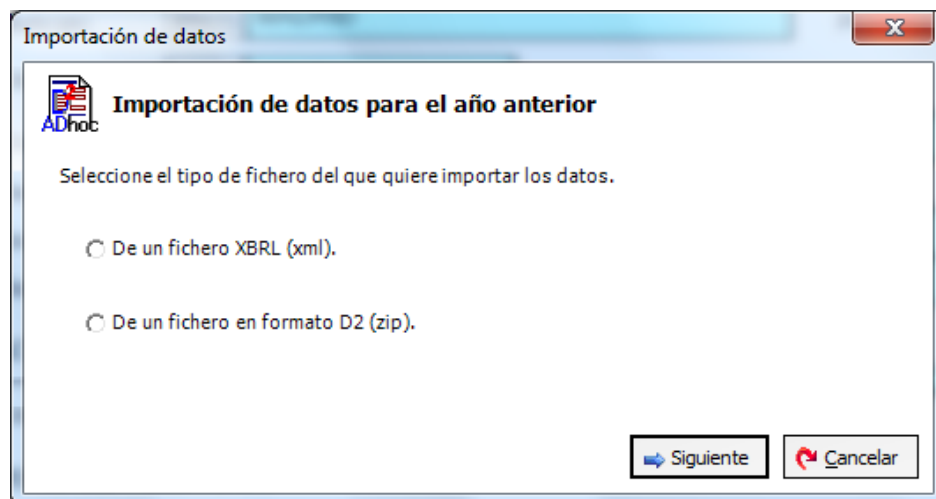 Importación de datos
ADhoc
Importación de datos para el año anterior
Seleccione el tipo de fichero del que quiere importar los datos.
De un fichero XBRL (xml).
De un fichero en formato D2 (zip).
Siguiente
Cancelar